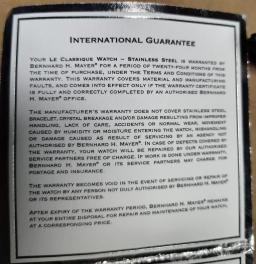 INTERNATIONAL GUARANTEE
YOUR LE CLASSIQUE WATCH – STAINLESS STEEL IS WARRANTED BY
BERNHARD H. MAYER® FOR A PERIOD OF TWENTY-FOUR MONTHS FROM
THE TIME OF PURCHASE, UNDER THE TERMS AND CONDITIONS OF THIS
WARRANTY. THIS WARRANTY COVERS MATERIAL AND MANUFACTURING
FAULTS, AND COMES INTO EFFECT ONLY IF THE WARRANTY CERTIFICATE
IS FULLY AND CORRECTLY COMPLETED BY AN AUTHORISED BERNHARD
H. MAYER® OFFICE.
THE MANUFACTURER'S WARRANTY DOES NOT COVER STAINLESS STEEL
BRACELET, CRYSTAL BREAKAGE AND/OR DAMAGE RESULTING FROM IMPROPER
HANDLING, LACK OF CARE, ACCIDENTS OR NORMAL WEAR, MOVEMENT
CAUSED BY HUMIDITY OR MOISTURE ENTERING THE WATCH, MISHANDLING
OR DAMAGE CAUSED AS RESULT OF SERVICING BY AN AGENT NOT
AUTHORISED BY BERNHARD H. MAYER®. IN CASE OF DEFECTS COVERED BY
THE WARRANTY, YOUR WATCH WILL BE REPAIRED BY OUR AUTHORISED
SERVICE PARTNERS FREE OF CHARGE. IF WORK IS DONE UNDER WARRANTY,
BERNHARD H. MAYER® OR ITS SERVICE PARTNERS MAY CHARGE FOR
POSTAGE AND INSURANCE
THE WARRANTY BECOMES VOID IN THE EVENT OF SERVICING OR REPAIR OF
THE WATCH BY ANY PERSON NOT DULY AUTHORISED BY BERNHARD H. MAYER®
OR ITS REPRESENTATIVES.
AFTER EXPIRY OF THE WARRANTY PERIOD, BERNHARD H. MAYER® REMAINS
AT YOUR ENTIRE DISPOSAL FOR REPAIR AND MAINTENANCE OF YOUR WATCH,
AT A CORRESPONDING PRICE.